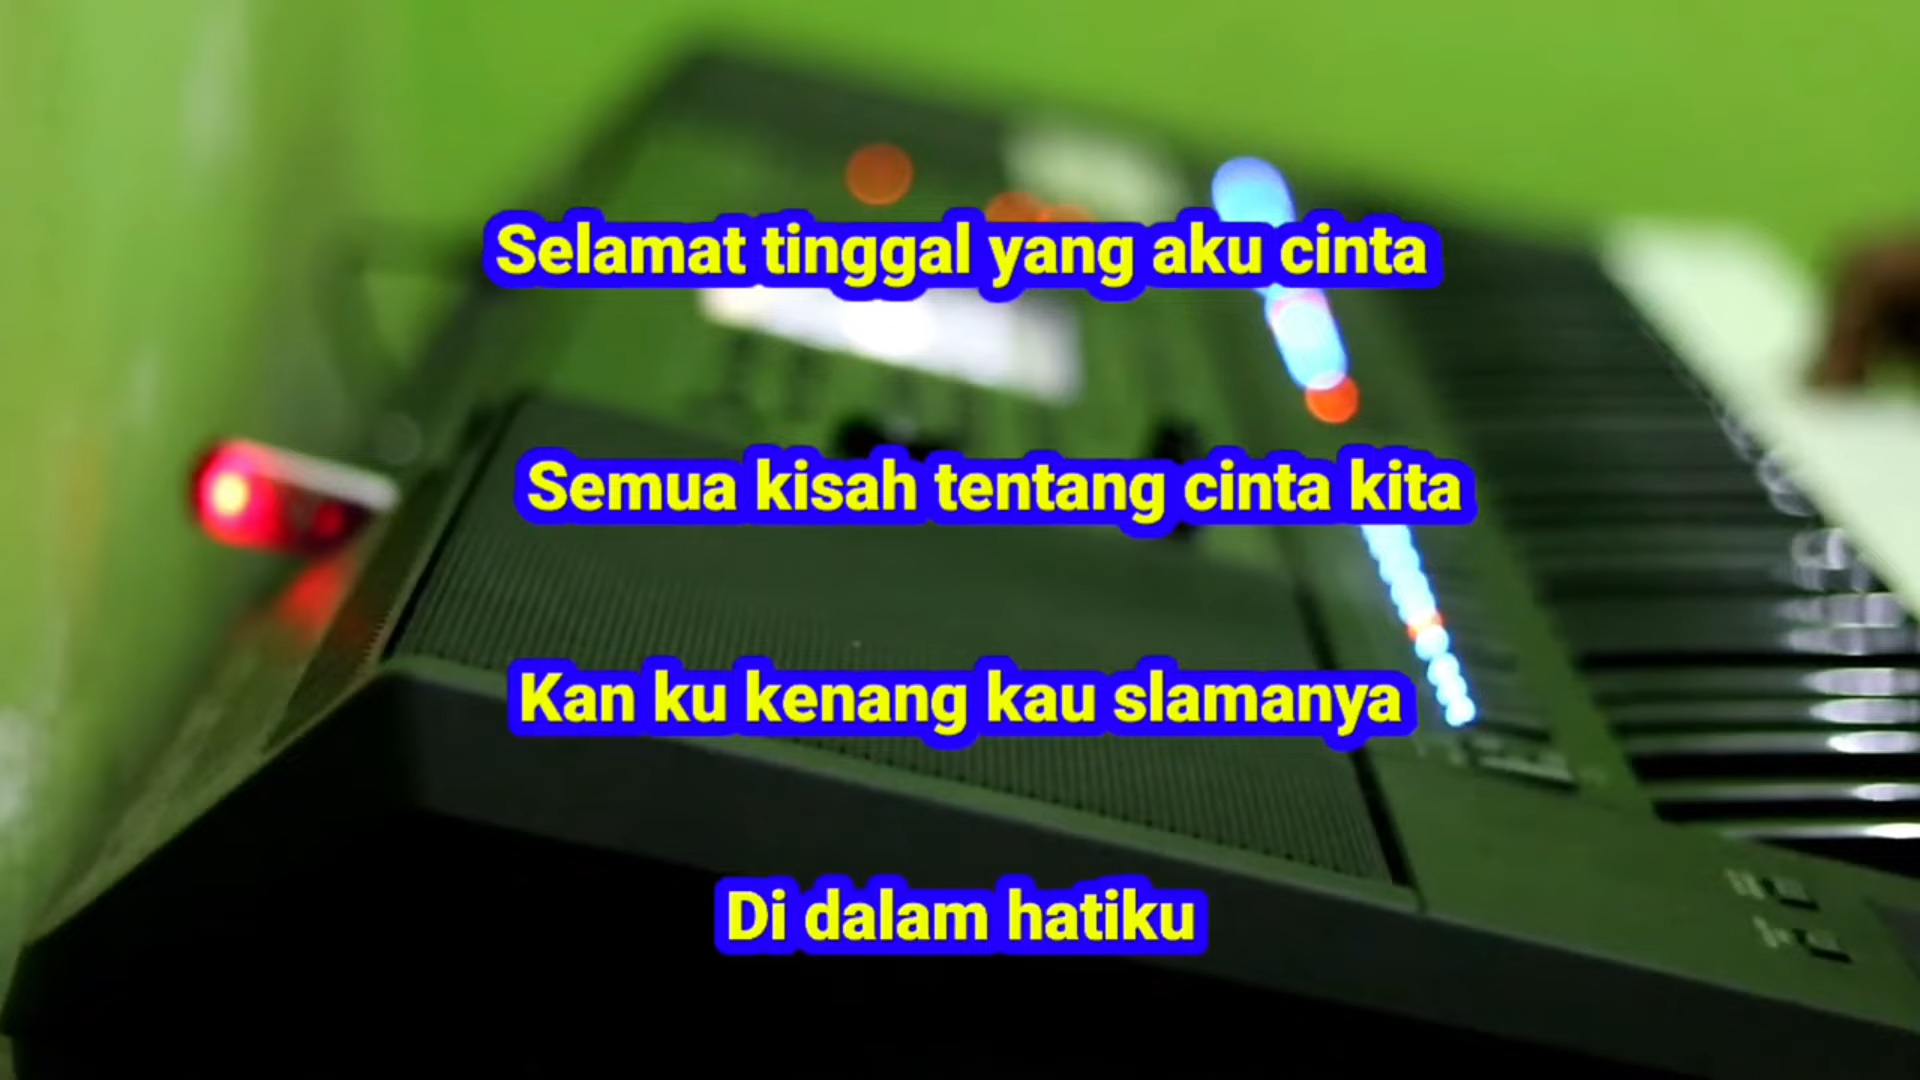 Selamat tinggal yang aku cinta
Semua kisah tentang cinta kita
Kan ku kenang kau slamanya
Di dalam hatiku